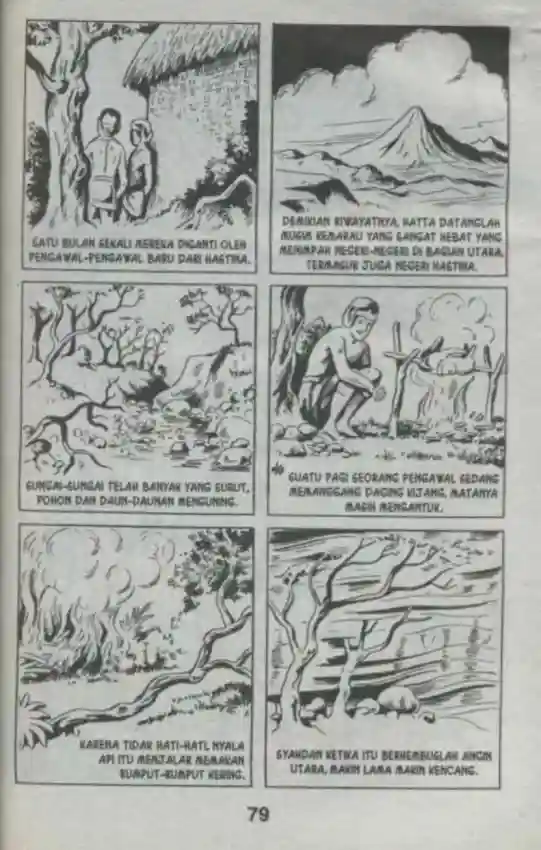 SATU BULAN SEKALI MEREKA DIGANTI OLEH
PENGAWAL-PENGAWAL BARU DARI HASTINA.
DEMIKIAN RIWAYATNYA, HATTA DATANGLAH
MUSIM KEMARAU YANG SANGAT HEBAT YANG
MENIMPAH NEGERI-NEGERI DI BAGIAN UTARA,
TERMASUK JUGA NEGERI HASTINA.
SUNGAI-SUNGAI TELAH BANYAK YANG SURUT,
POHON DAN DAUN-DAUNAN MENGUNING.
SUATU PAGI SEORANG PENGAWAL SEDANG
MEMANGGANG DAGING KIJANG, MATANYA
MASIH MENGANTUK.
KARENA TIDAK HATI-HATI, NYALA
API ITU MENJALAR MEMAKAN
RUMPUT-RUMPUT KERING.
SYAHDAN KETIKA ITU BERHEMBUSLAH ANGIN
UTARA, MAKIN LAMA MAKIN KENCANG.
79